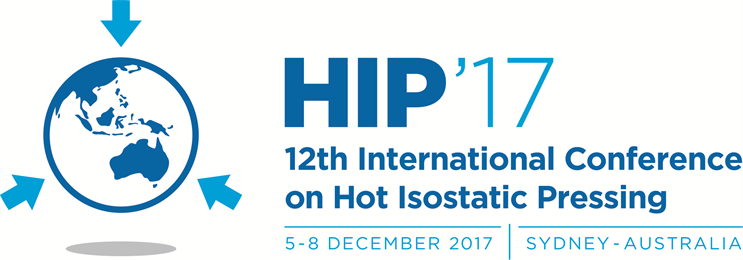 HIP’17
12th International Conference
on Hot Isostatic Pressing
5-8 DECEMBER 2017 | SYDNEY-AUSTRALIA